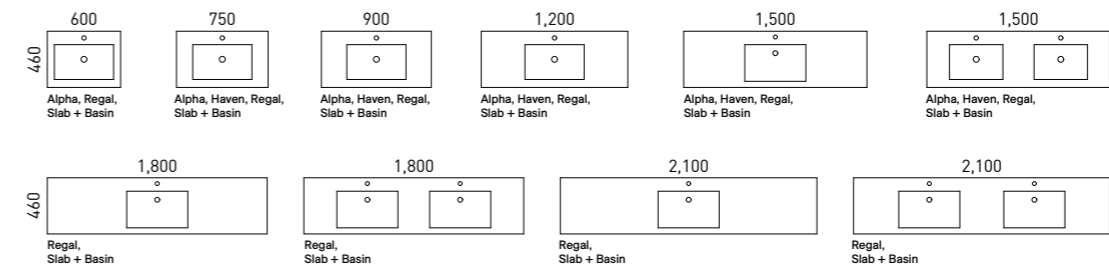 600
750
900
1,200
1,500
1,500
460
Alpha, Regal,
Slab + Basin
Alpha, Haven, Regal,
Slab + Basin
Alpha, Haven, Regal,
Slab + Basin
Alpha, Haven, Regal,
Slab + Basin
Alpha, Haven, Regal,
Slab + Basin
Alpha, Haven, Regal,
Slab + Basin
1,800
1,800
2,100
2,100
460
Regal,
Slab + Basin
Regal,
Slab + Basin
Regal,
Slab + Basin
Regal,
Slab + Basin